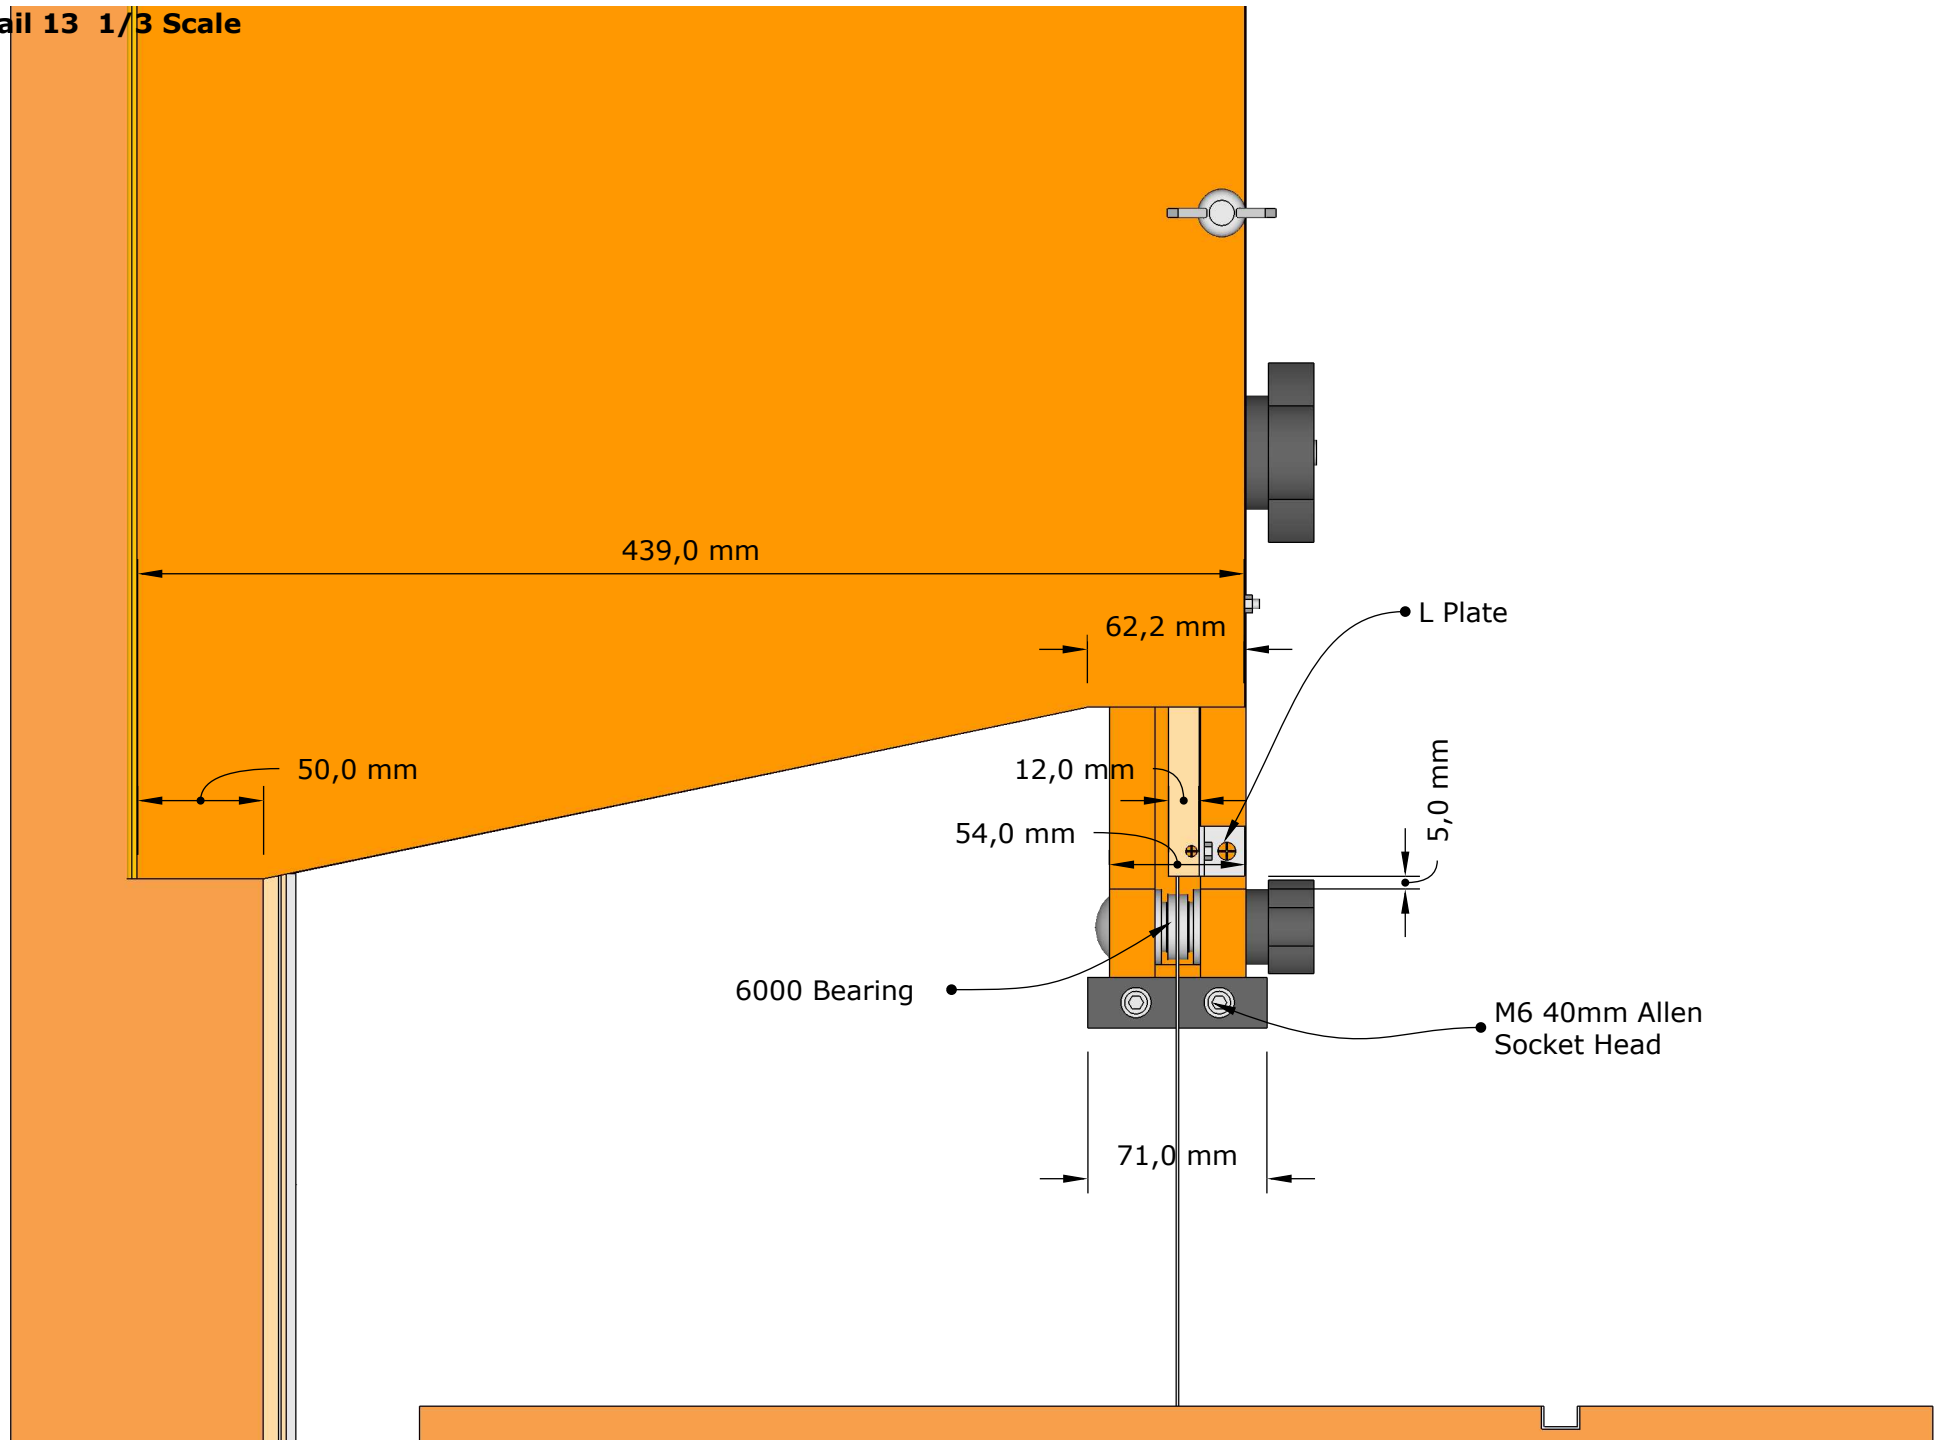 ail 13 1/3 Scale
439,0 mm
62,2 mm
L Plate
50,0 mm
12,0 mm
5,0 mm
54,0 mm
6000 Bearing
M6 40mm Allen
Socket Head
71,0 mm